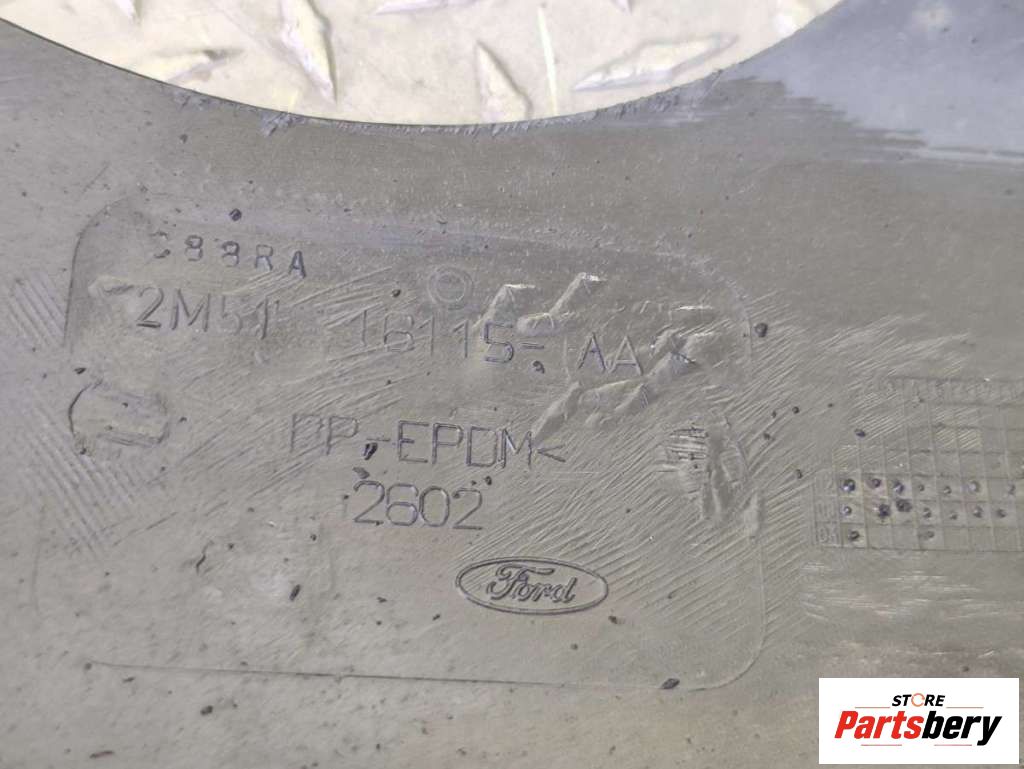 C88RA
2M51 16115- AA
PP-EPDM<
2602
Ford
STORE
Partsbery